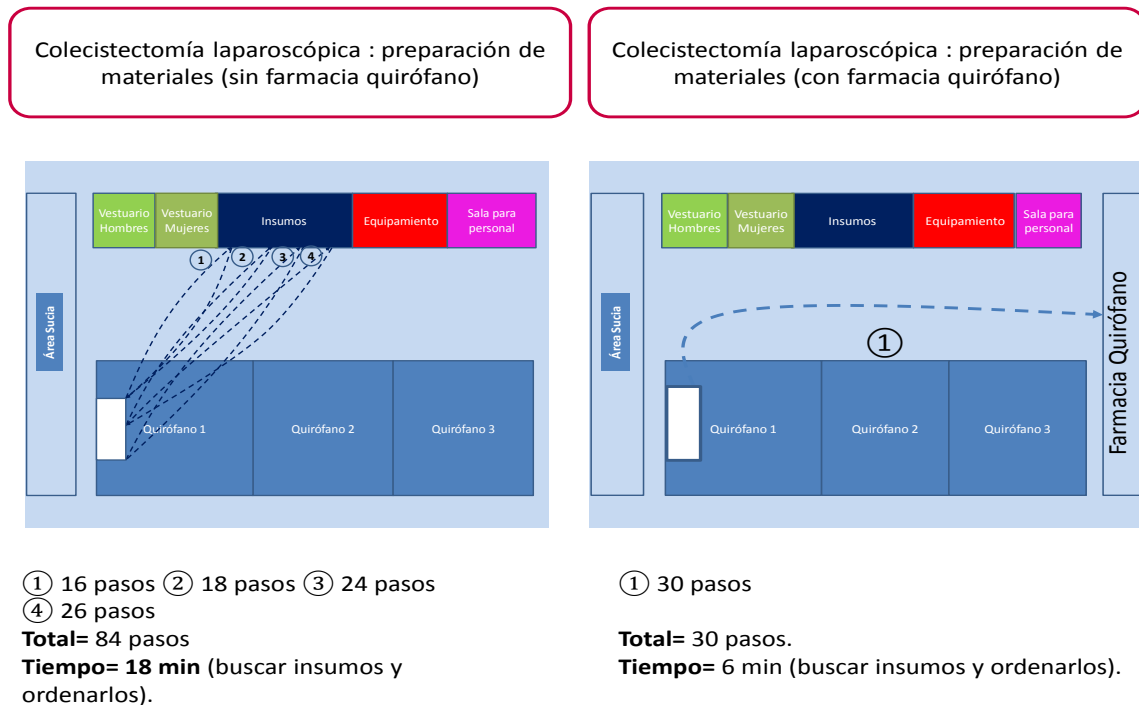 Colecistectomía laparoscópica : preparación de
materiales (sin farmacia quirófano)
Colecistectomía laparoscópica : preparación de
materiales (con farmacia quirófano)
Vestuario
Hombres
Vestuario
Mujeres
Insumos
Equipamiento
Sala para
personal
1
2
3
4
Área Sucia
Quirófano 1
Quirófano 2
Quirófano 3
Vestuario
Hombres
Vestuario
Mujeres
Insumos
Equipamiento
Sala para
personal
Área Sucia
1
Farmacia Quirófano
Quirófano 1
Quirófano 2
Quirófano 3
① 16 pasos ② 18 pasos ③ 24 pasos
④ 26 pasos
Total= 84 pasos
Tiempo= 18 min (buscar insumos y
ordenarlos).
① 30 pasos
Total= 30 pasos.
Tiempo= 6 min (buscar insumos y ordenarlos).